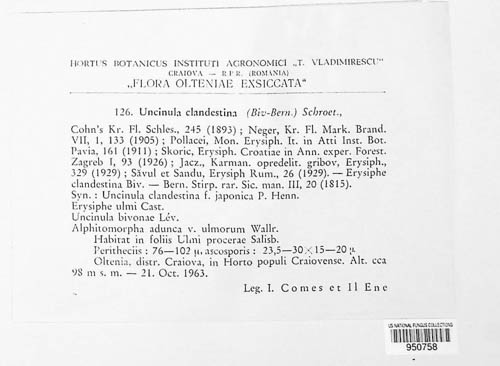 HORTUS BOTANICUS INSTITUTI AGRONOMICI „T. VLADIMIRESCU"
CRAIOVA — R.P.R. (ROMANIA)
„FLORA OLTENIAE EXSICCATA"
126. Uncinula clandestina (Biv-Bern.) Schroet.,
Cohn's Kr. Fl. Schles., 245 (1893) ; Neger, Kr. Fl. Mark. Brand.
VII, 1, 133 (1905) ; Pollacei, Mon. Erysiph. It. in Atti Inst. Bot.
Pavia, 161 (1911) ; Skoric, Erysiph. Croatiae in Ann. exper. Forest.
Zagreb I, 93 (1926) ; Jacz., Karman. opredelit. gribov, Erysiph.,
329 (1929) ; Săvul et Sandu, Erysiph Rum., 26 (1929). — Erysiphe
clandestina Biv. — Bern. Stirp. rar. Sic. man. III, 20 (1815).
Syn. : Uncinula clandestina f. japonica P. Henn.
Erysiphe ulmi Cast.
Uncinula bivonae Lév.
Alphitomorpha adunca v. ulmorum Wallr.
Habitat in foliis Ulmi procerae Salisb.
Peritheciis : 76—102 μ, ascosporis : 23,5—30×15—20 μ
Oltenia, distr. Craiova, in Horto populi Craiovense. Alt. cca
98 m s. m. — 21. Oct. 1963.
Leg. I. Comes et Il Ene
US NATIONAL FUNGUS COLLECTIONS
950758